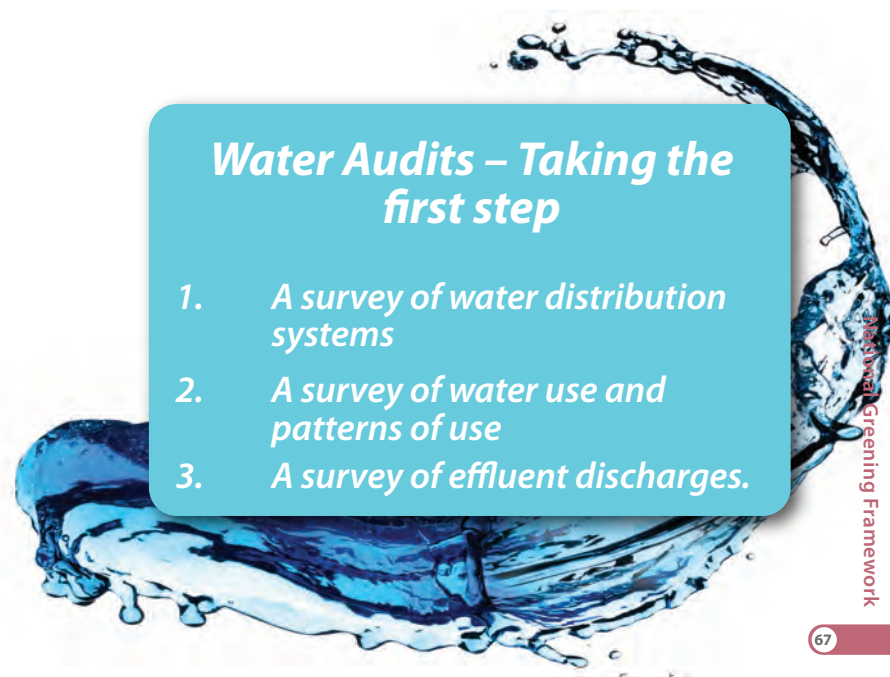 Water Audits – Taking the
first step
1. A survey of water distribution
systems
2. A survey of water use and
patterns of use
3. A survey of effluent discharges.
National Greening Framework
67